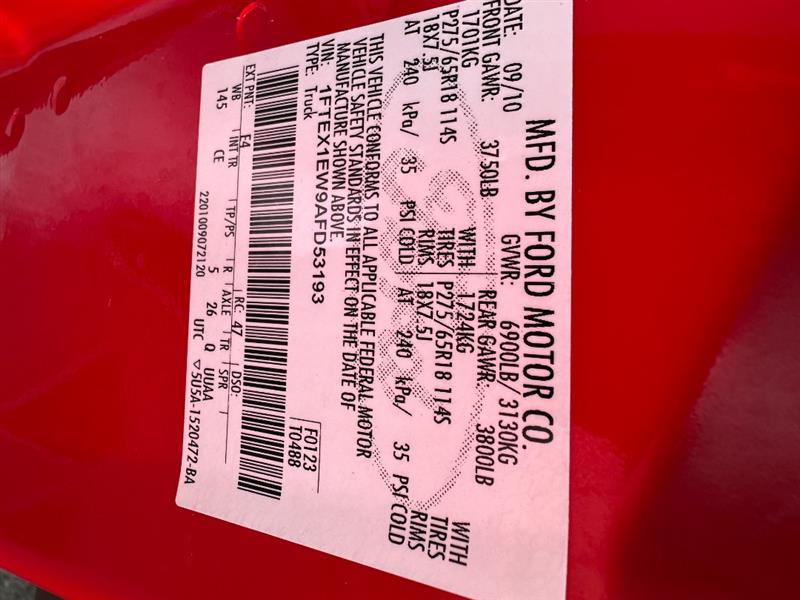 MFD. BY FORD MOTOR CO.
DATE: 09/10 GVWR: 6900LB/ 3130KG
FRONT GAWR: 3750LB REAR GAWR: 3800LB
1701KG WITH 1724KG WITH
P275/65R18 114S TIRES P275/65R18 114S TIRES
18X7.5J RIMS 18X7.5J RIMS
AT 240 kPa/ 35 PSI COLD AT 240 kPa/ 35 PSI COLD
THIS VEHICLE CONFORMS TO ALL APPLICABLE FEDERAL MOTOR
VEHICLE SAFETY STANDARDS IN EFFECT ON THE DATE OF
MANUFACTURE SHOWN ABOVE.
VIN: 1FTEX1EW9AFD53193
TYPE: Truck
F0123
T0488
EXT PNT: E4 RC: 47 DSO:
WB INT TR TP/PS R AXLE TR SPR
145 CE 5 26 Q UUAA
2201009072120 UTC ▽5U5A-1520472-BA